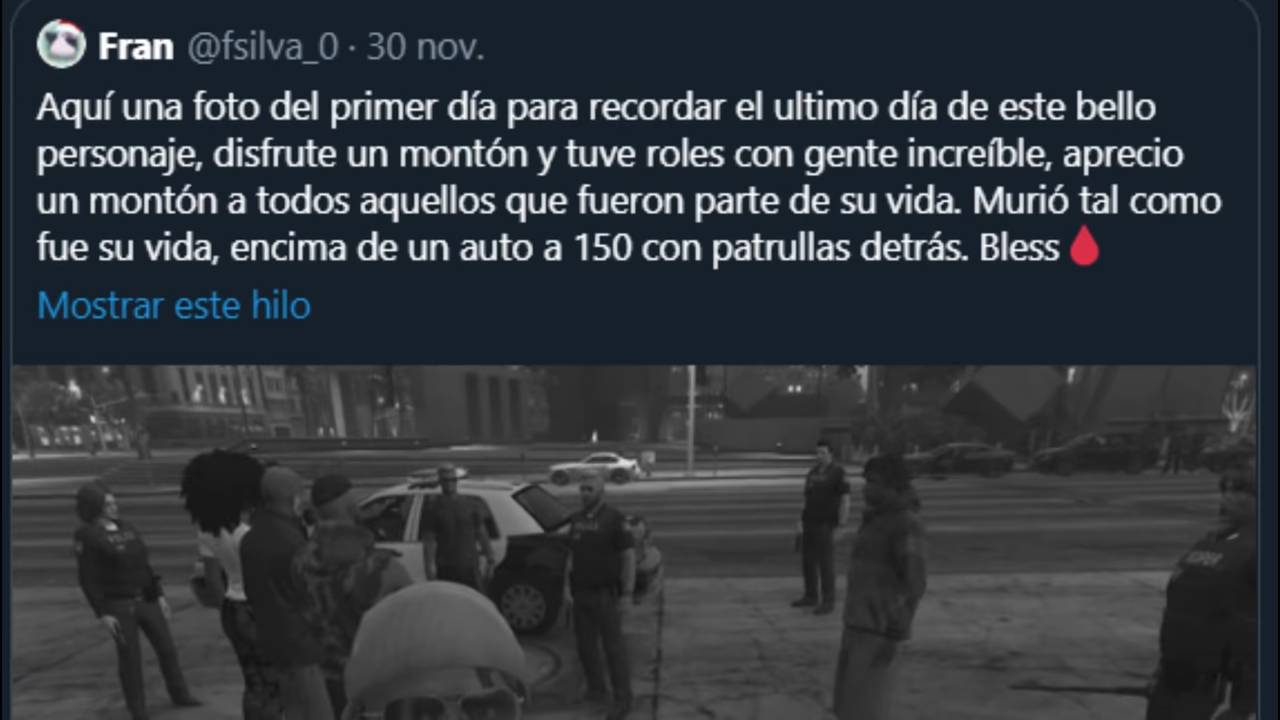 Fran @fsilva_0 · 30 nov.
Aquí una foto del primer día para recordar el ultimo día de este bello
personaje, disfrute un montón y tuve roles con gente increíble, aprecio
un montón a todos aquellos que fueron parte de su vida. Murió tal como
fue su vida, encima de un auto a 150 con patrullas detrás. Bless🩸
Mostrar este hilo